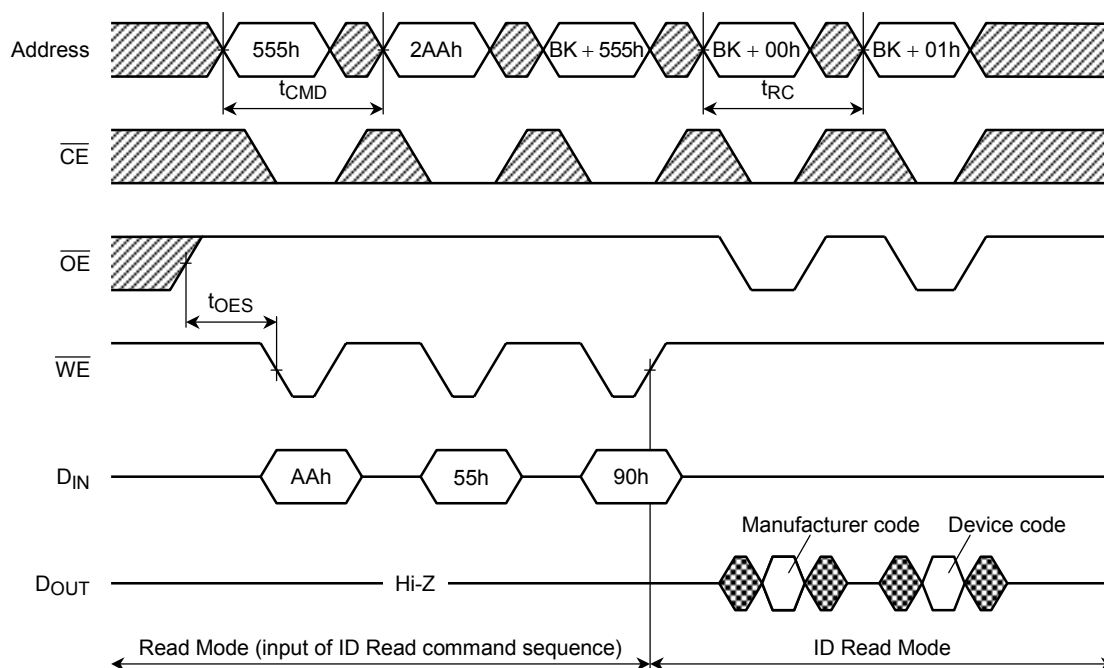 Address 555h 2AAh BK + 555h BK + 00h BK + 01h
tCMD tRC
CE
OE
tOES
WE
DIN AAh 55h 90h
Manufacturer code Device code
DOUT Hi-Z
Read Mode (input of ID Read command sequence) ID Read Mode